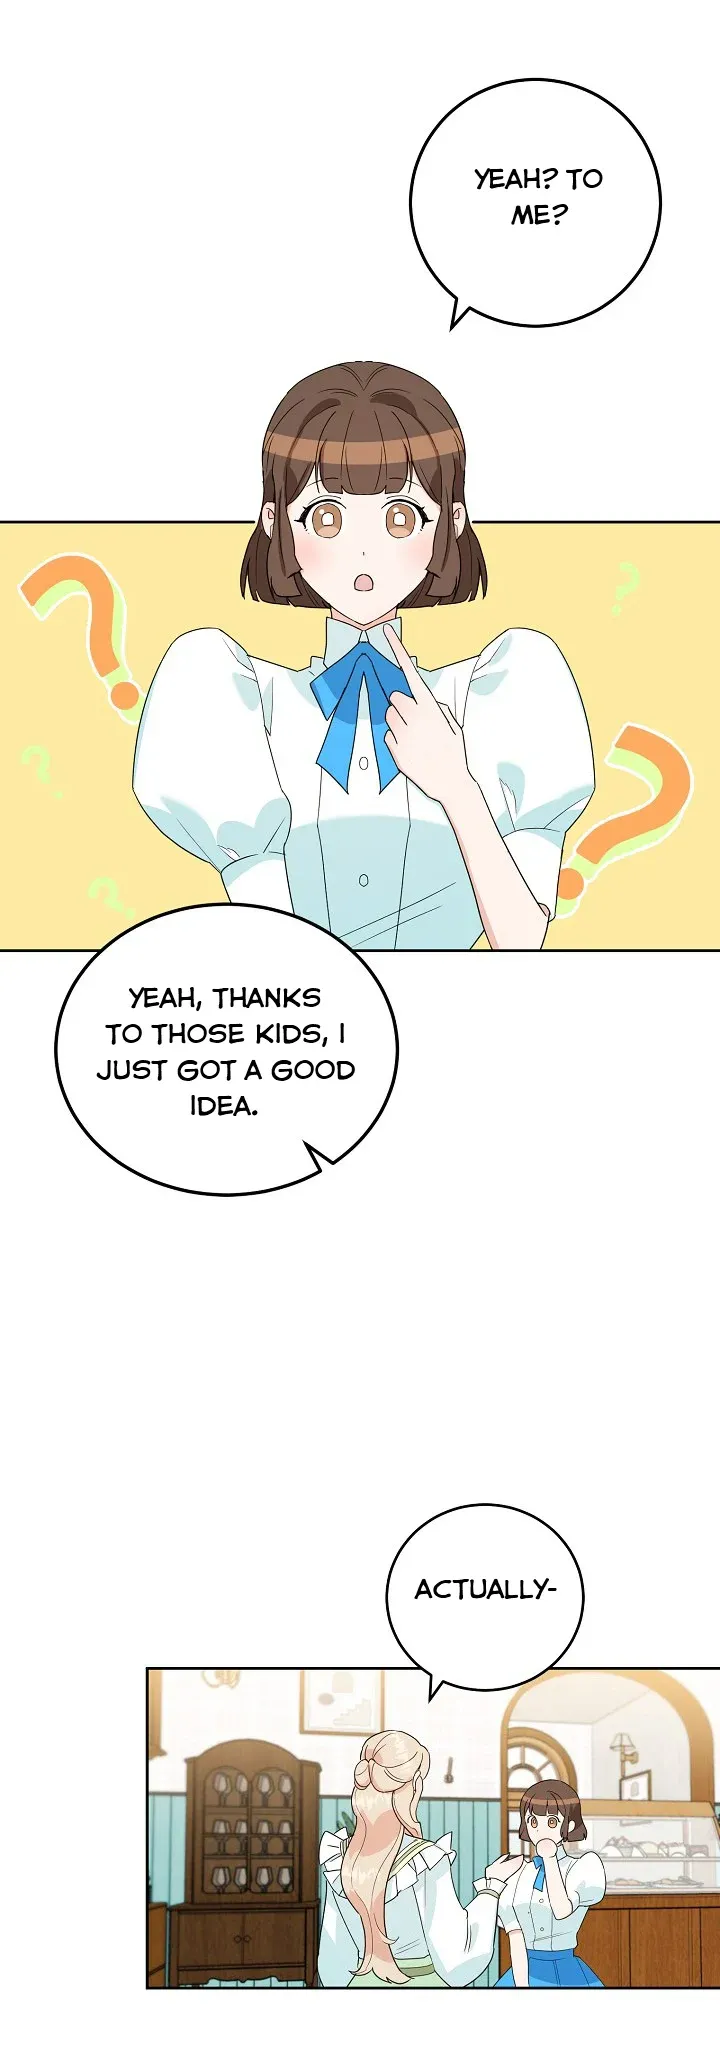 YEAH? TO
ME?
YEAH, THANKS
TO THOSE KIDS, I
JUST GOT A GOOD
IDEA.
ACTUALLY-